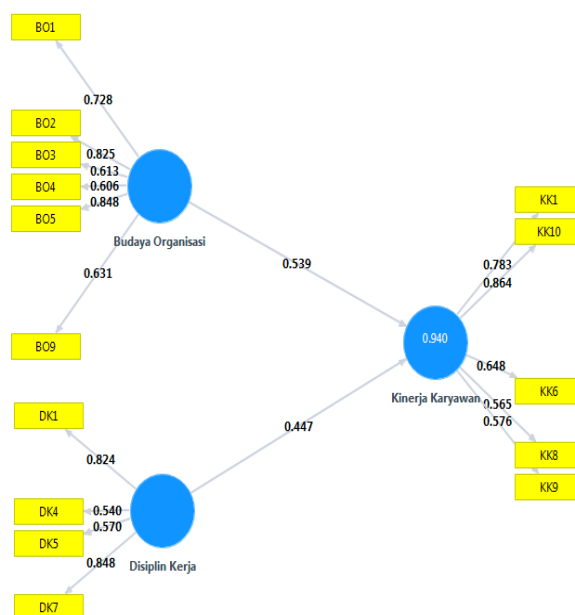 BO1
0.728
BO2
0.825
BO3
0.613
BO4
0.606
BO5
0.848
Budaya Organisasi
0.631
BO9
0.539
KK1
KK10
0.783
0.864
0.940
Kinerja Karyawan
0.648
KK6
0.565
0.576
KK8
KK9
0.447
DK1
0.824
DK4
0.540
DK5
0.570
Disiplin Kerja
0.848
DK7